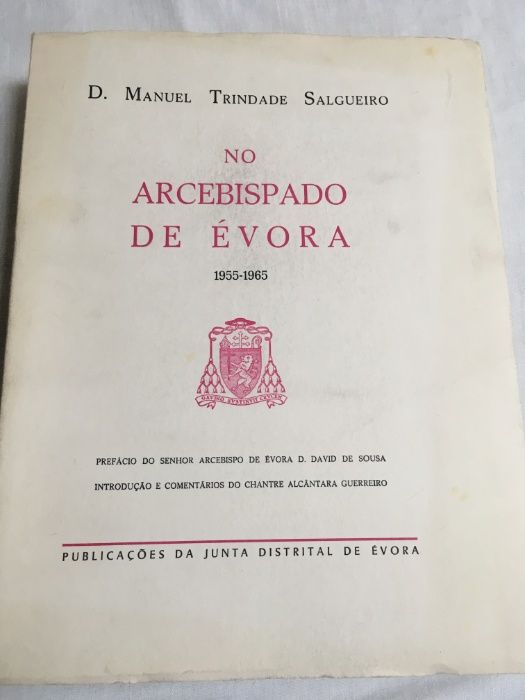 D. MANUEL TRINDADE SALGUEIRO
NO
ARCEBISPADO
DE ÉVORA
1955-1965
PREFÁCIO DO SENHOR ARCEBISPO DE ÉVORA D. DAVID DE SOUSA
INTRODUÇÃO E COMENTÁRIOS DO CHANTRE ALCÂNTARA GUERREIRO
PUBLICAÇÕES DA JUNTA DISTRITAL DE ÉVORA